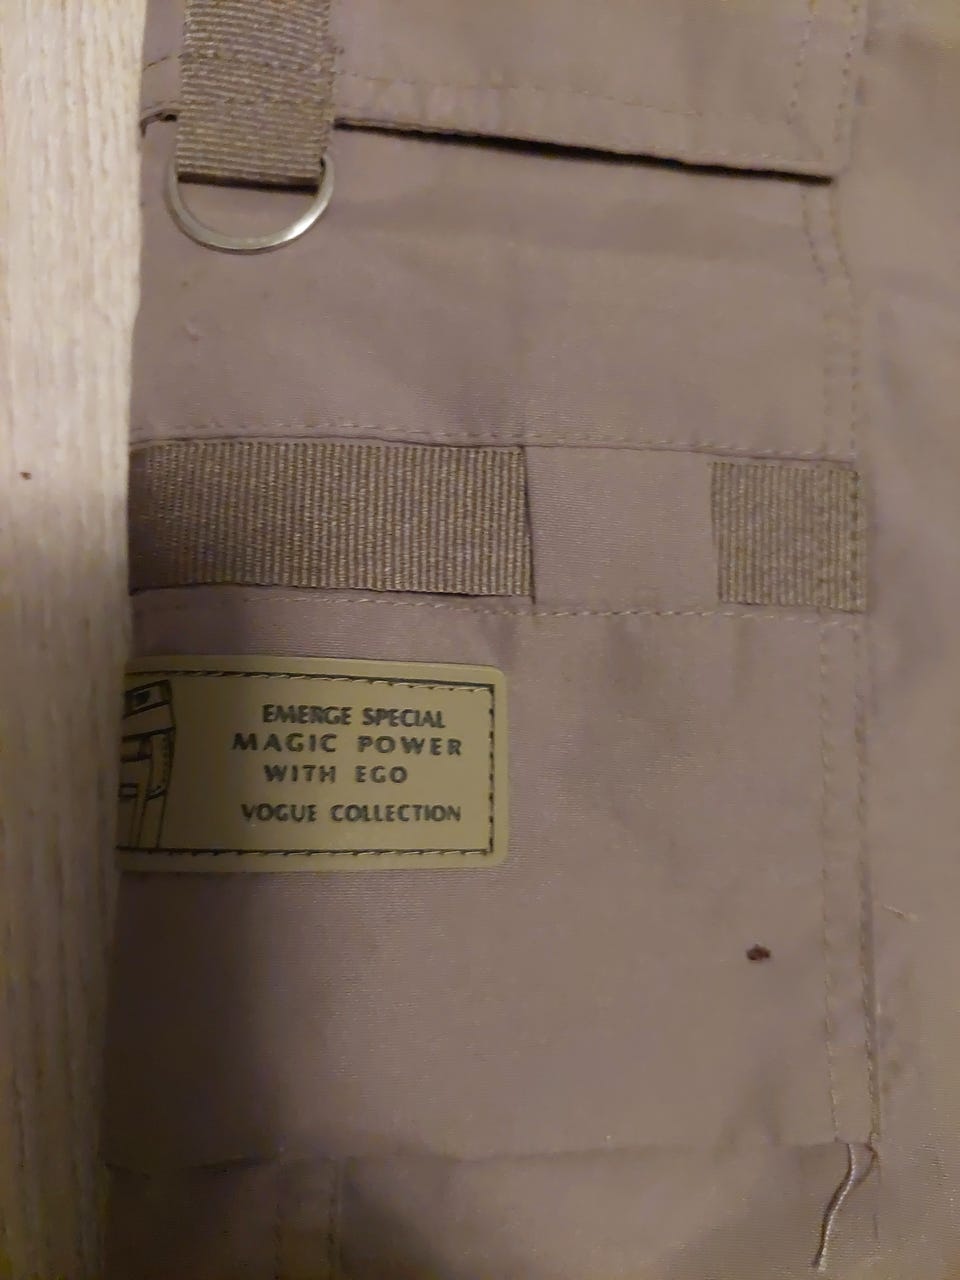 EMERGE SPECIAL
MAGIC POWER
WITH EGO
VOGUE COLLECTION